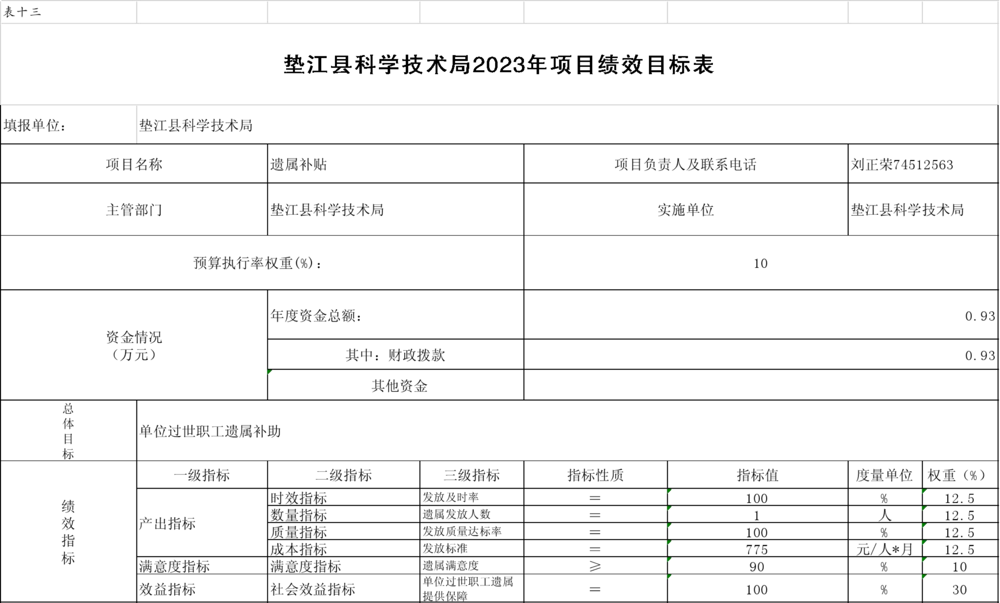 表十三
垫江县科学技术局2023年项目绩效目标表
填报单位： 垫江县科学技术局
项目名称 遗属补贴 项目负责人及联系电话 刘正荣74512563
主管部门 垫江县科学技术局 实施单位 垫江县科学技术局
预算执行率权重(%)： 10
资金情况
（万元）
年度资金总额： 0.93
其中：财政拨款 0.93
其他资金
总
体
目
标
单位过世职工遗属补助
绩
效
指
标
一级指标 二级指标 三级指标 指标性质 指标值 度量单位 权重（%）
产出指标
时效指标 发放及时率 ＝ 100 % 12.5
数量指标 遗属发放人数 ＝ 1 人 12.5
质量指标 发放质量达标率 ＝ 100 % 12.5
成本指标 发放标准 ＝ 775 元/人*月 12.5
满意度指标 满意度指标 遗属满意度 ≥ 90 % 10
效益指标 社会效益指标 单位过世职工遗属
提供保障 ＝ 100 % 30